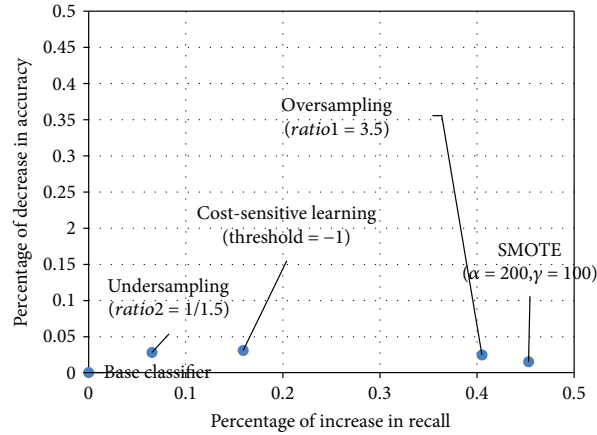 0.5
0.45
0.4
0.35
0.3
0.25
2
0.15
0.1
0.05
0
Percentage of decrease in accuracy
Oversampling
(ratio1 = 3.5)
Cost-sensitive learning
(threshold = −1)
SMOTE
(α = 200,γ = 100)
Undersampling
(ratio2 = 1/1.5)
Base classifier
0
0.1
0.2
0.3
0.4
0.5
Percentage of increase in recall